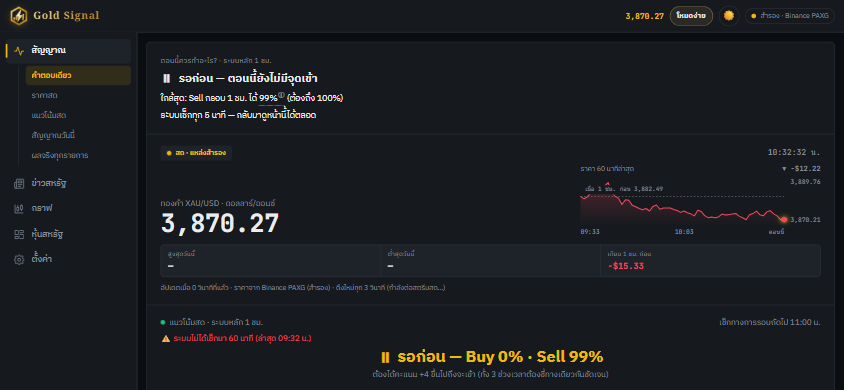 Gold Signal
3,870.27
โหมดง่าย
สำรอง · Binance PAXG
สัญญาณ
คำตอบเดียว
ราคาสด
แนวโน้มสด
สัญญาณวันนี้
ผลจริงทุกรายการ
ข่าวสหรัฐ
กราฟ
หุ้นสหรัฐ
ตั้งค่า
ตอนนี้ควรทำอะไร? · ระบบหลัก 1 ชม.
รอก่อน — ตอนนี้ยังไม่มีจุดเข้า
ใกล้สุด: Sell กรอบ 1 ชม. ได้ 99% (ต้องถึง 100%)
ระบบเช็กทุก 5 นาที — กลับมาดูหน้านี้ได้ตลอด
สด · แหล่งสำรอง
10:32:32 น.
ราคา 60 นาทีล่าสุด
▼ -$12.22
เมื่อ 1 ชม. ก่อน 3,882.49
3,889.76
3,870.21
09:33
10:03
ตอนนี้
ทองคำ XAU/USD · ดอลลาร์/ออนซ์
3,870.27
สูงสุดวันนี้
—
ต่ำสุดวันนี้
—
เทียบ 1 ชม. ก่อน
-$15.33
อัปเดตเมื่อ 0 วินาทีที่แล้ว · ราคาจาก Binance PAXG (สำรอง) · ดึงใหม่ทุก 3 วินาที (กำลังต่อสตรีมสด…)
แนวโน้มสด · ระบบหลัก 1 ชม.
เช็กทางการรอบถัดไป 11:00 น.
ระบบไม่ได้เช็กมา 60 นาที (ล่าสุด 09:32 น.)
รอก่อน — Buy 0% · Sell 99%
ต้องได้คะแนน +4 ขึ้นไปถึงจะเข้า (ทั้ง 3 ช่วงเวลาต้องชี้ทางเดียวกันชัดเจน)